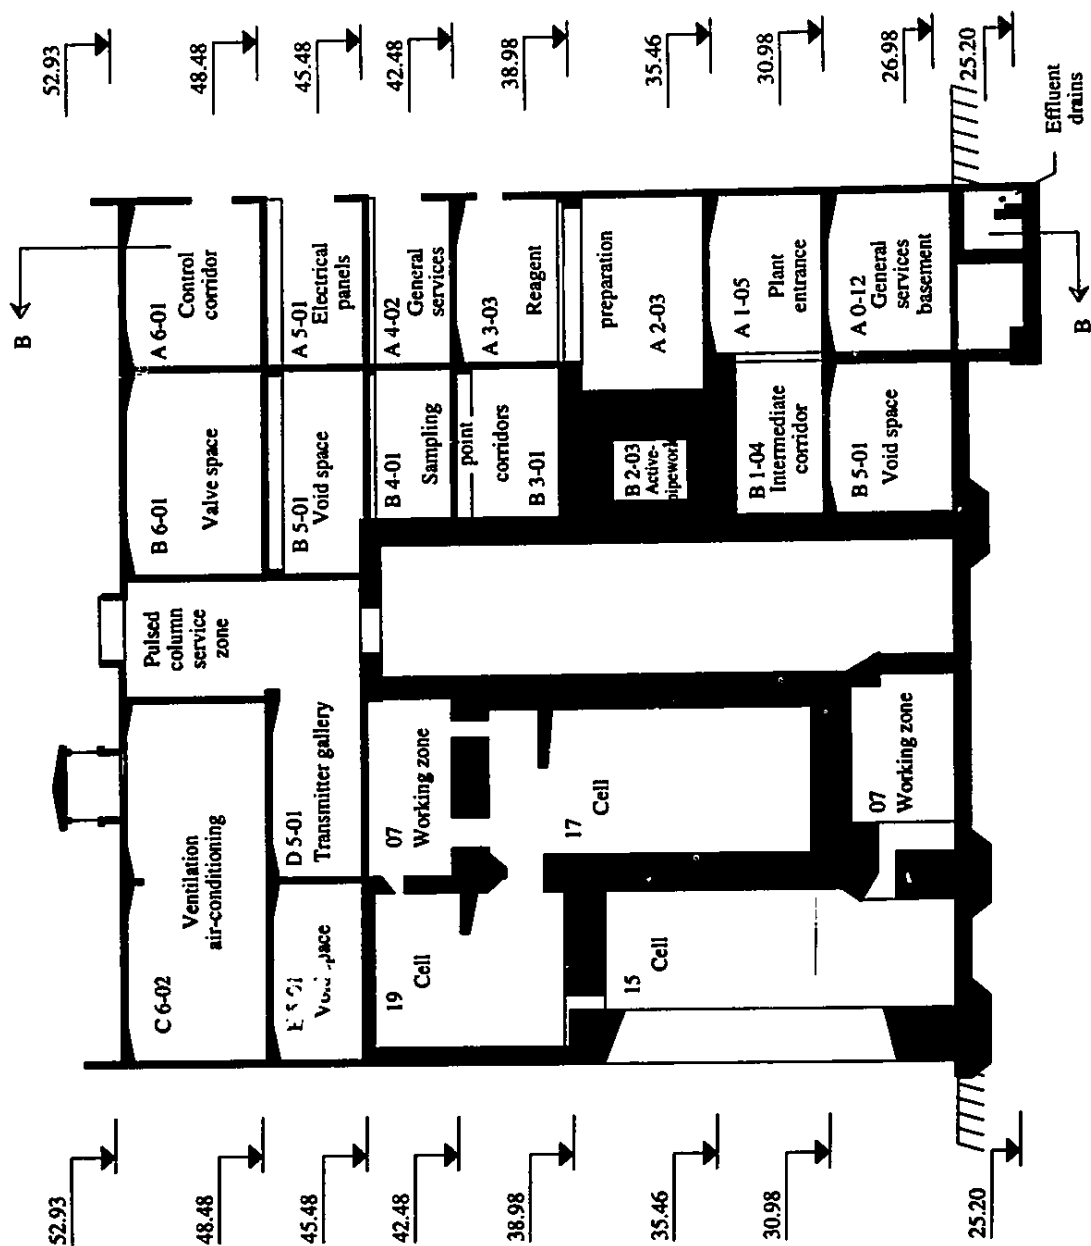 52.93
48.48
45.48
42.48
38.98
35.46
30.98
25.20
C 6-02
Ventilation
air-conditioning
Pulsed
column
service
zone
B 6-01
Valve space
A 6-01
Control
corridor
B
D 5-01
Transmitter gallery
B 5-01
Void space
A 5-01
Electrical
panels
19
Cell
07
Working zone
B 4-01
Sampling
point
corridors
B 3-01
A 4-02
General
services
A 3-03
Reagent
preparation
A 2-03
15
Cell
17
Cell
B 2-03
Active-
pipework
B 1-04
Intermediate
corridor
A 1-05
Plant
entrance
07
Working zone
B 5-01
Void space
A 0-12
General
services
basement
B
Effluent
drains
52.93
48.48
45.48
42.48
38.98
35.46
30.98
26.98
25.20